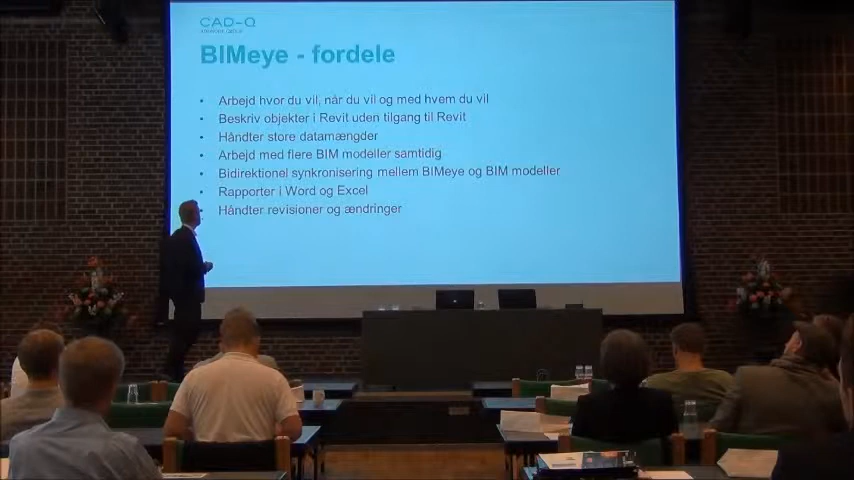 CAD-Q
BIMeye - fordele
• Arbejd hvor du vil, når du vil og med hvem du vil
• Beskriv objekter i Revit uden tilgang til Revit
• Håndter store datamængder
• Arbejd med flere BIM modeller samtidig
• Bidirektionel synkronisering mellem BIMeye og BIM modeller
• Rapporter i Word og Excel
• Håndter revisioner og ændringer